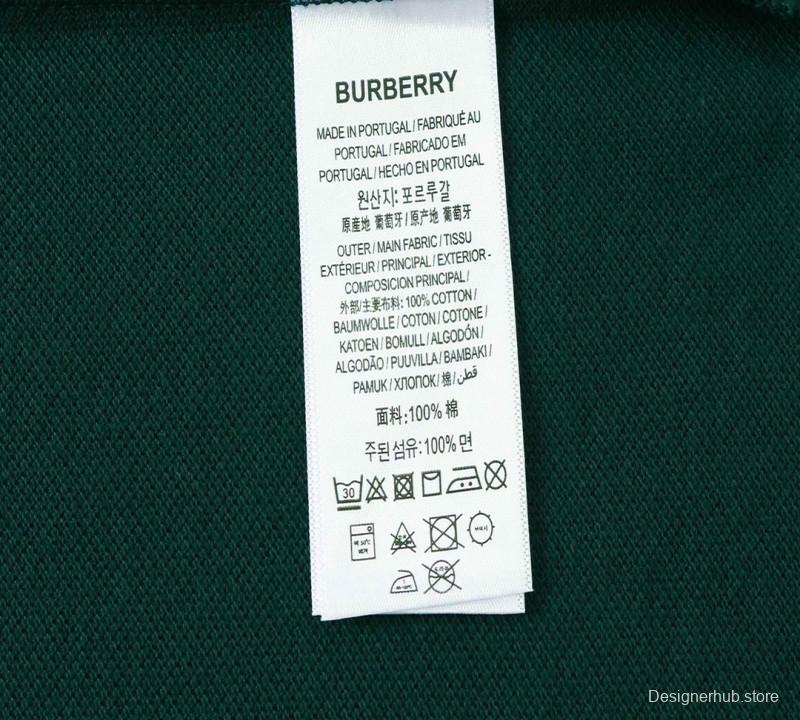 BURBERRY
MADE IN PORTUGAL / FABRIQUÉ AU
PORTUGAL / FABRICADO EM
PORTUGAL / HECHO EN PORTUGAL
원산지: 포르루갈
原産地 葡萄牙 / 原产地 葡萄牙
OUTER / MAIN FABRIC / TISSU
EXTÉRIEUR / PRINCIPAL / EXTERIOR -
COMPOSICION PRINCIPAL /
外部/主要布料: 100% COTTON /
BAUMWOLLE / COTON / COTONE /
KATOEN / BOMULL / ALGODÓN /
ALGODÃO / PUUVILLA / BAMBAKI /
PAMUK / ХЛОПОК / 棉 / قطن
面料:100% 棉
주된 섬유: 100% 면
30
Designerhub.store